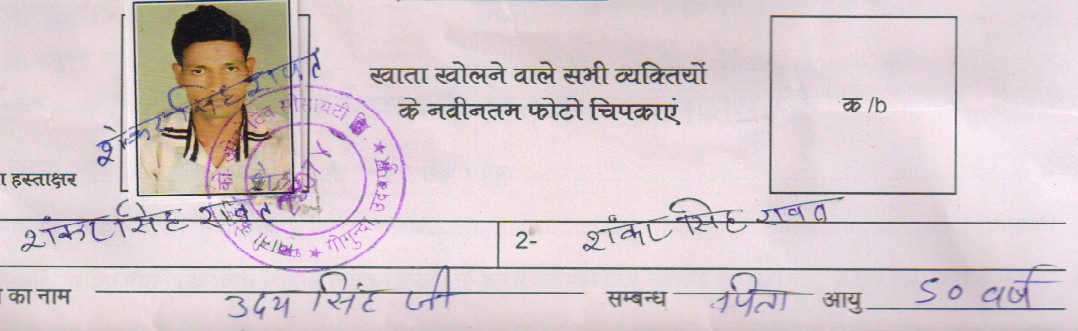 खाता खोलने वाले सभी व्यक्तियों
के नवीनतम फोटो चिपकाएं
क /b
शंकर सिंह रावत
हस्ताक्षर
शंकर सिंह रावत
2- शंकर सिंह रावत
का नाम उदय सिंह जी सम्बन्ध पिता आयु 50 वर्ष